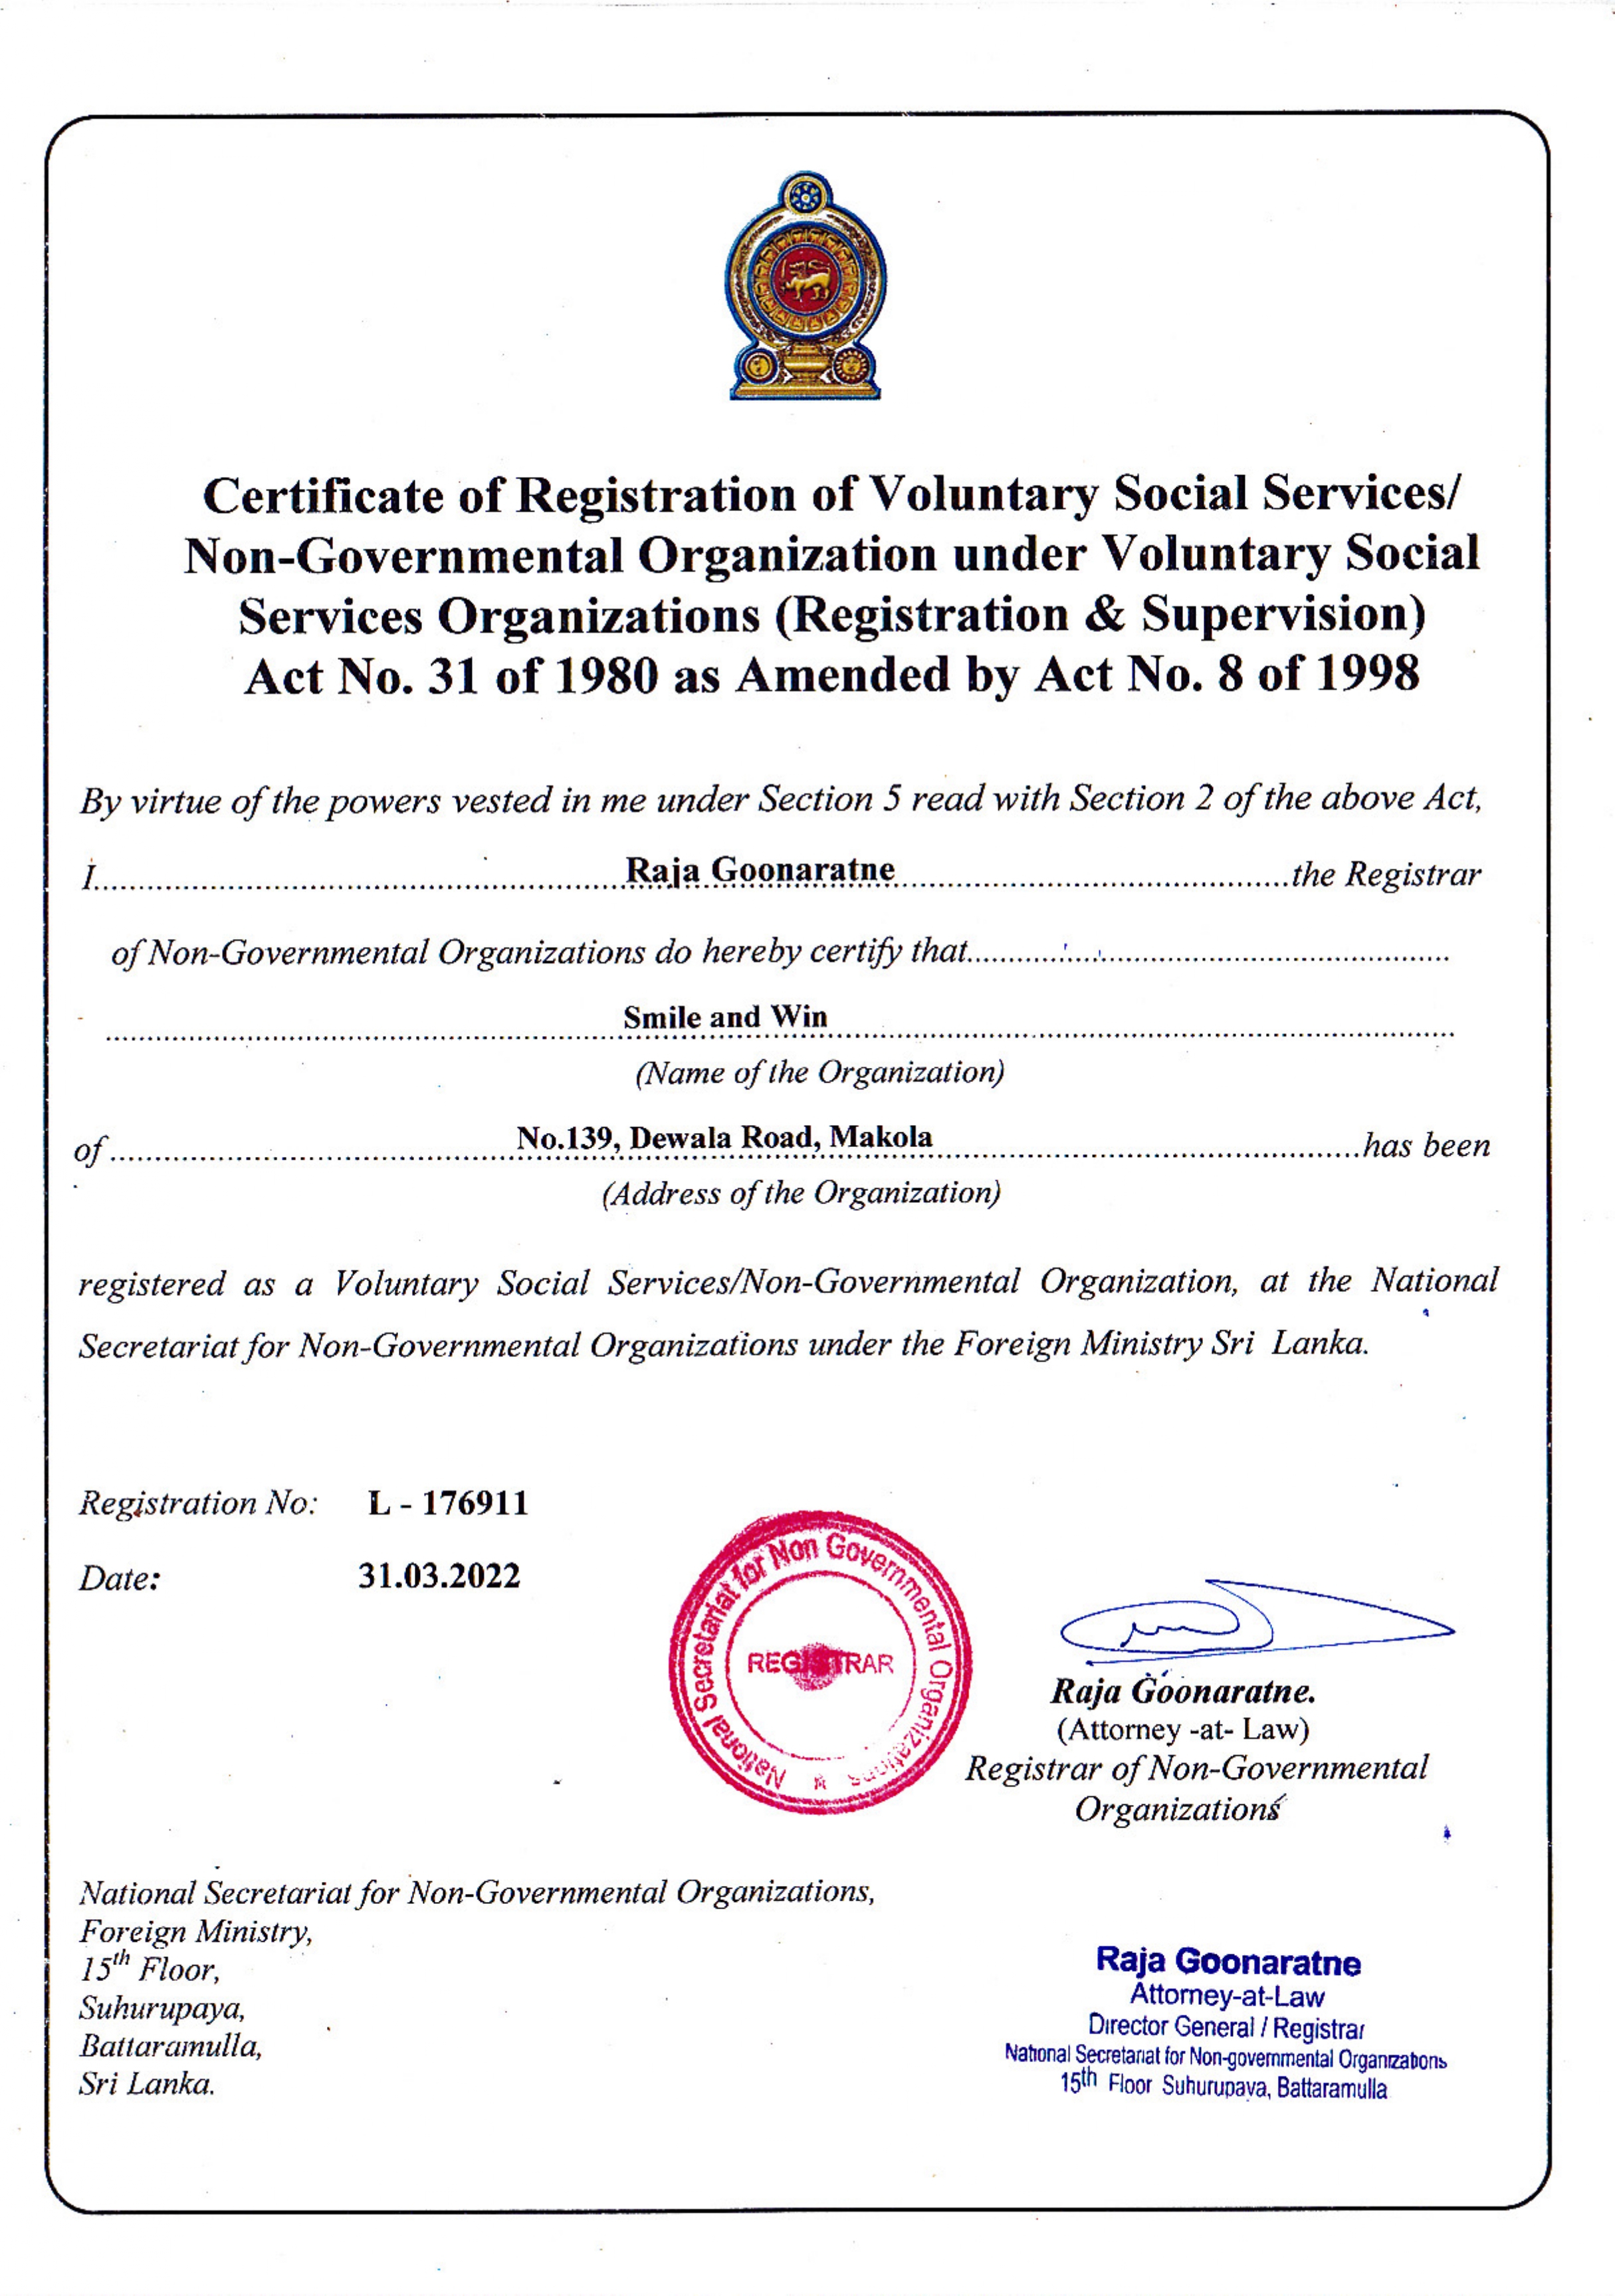 Certificate of Registration of Voluntary Social Services/
Non-Governmental Organization under Voluntary Social
Services Organizations (Registration & Supervision)
Act No. 31 of 1980 as Amended by Act No. 8 of 1998
By virtue of the powers vested in me under Section 5 read with Section 2 of the above Act,
I..........Raja Goonaratne..........the Registrar
of Non-Governmental Organizations do hereby certify that..........
Smile and Win
(Name of the Organization)
of..........No.139, Dewala Road, Makola..........has been
(Address of the Organization)
registered as a Voluntary Social Services/Non-Governmental Organization, at the National
Secretariat for Non-Governmental Organizations under the Foreign Ministry Sri Lanka.
Registration No: L - 176911
Date: 31.03.2022
National Secretariat for Non Governmental Organizations
REGISTRAR
Raja Goonaratne.
(Attorney -at- Law)
Registrar of Non-Governmental
Organizations
National Secretariat for Non-Governmental Organizations,
Foreign Ministry,
15th Floor,
Suhurupaya,
Battaramulla,
Sri Lanka.
Raja Goonaratne
Attorney-at-Law
Director General / Registrar
National Secretariat for Non-governmental Organizations
15th Floor Suhurupaya, Battaramulla